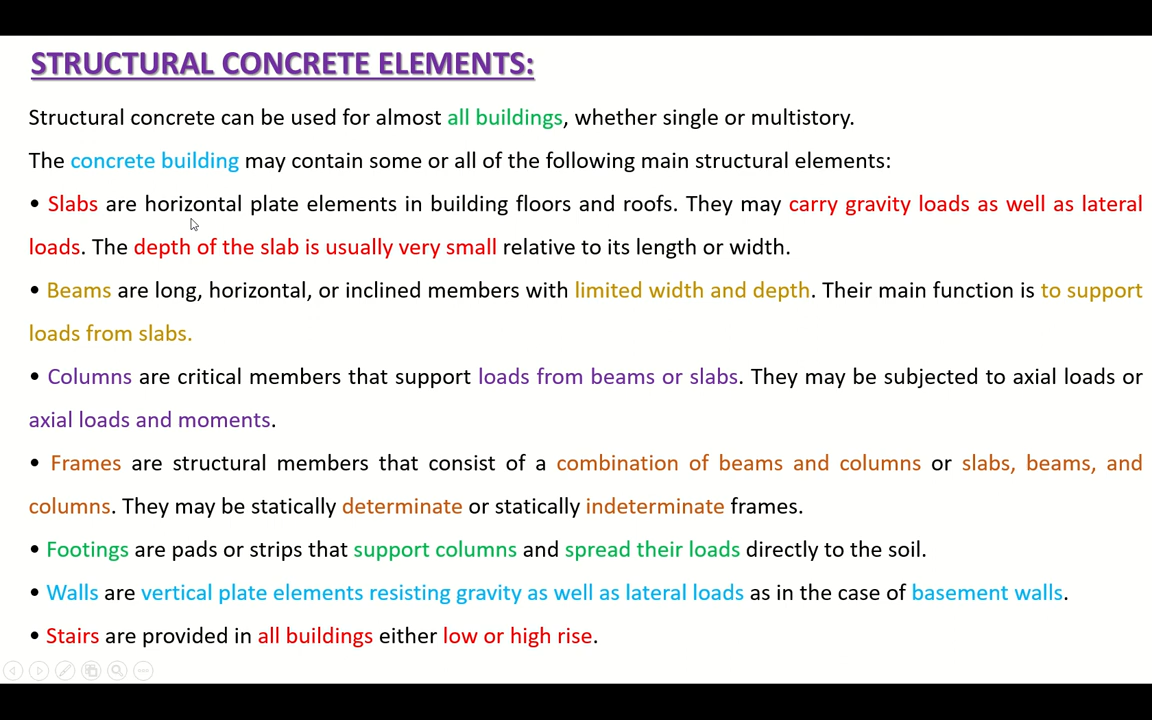 STRUCTURAL CONCRETE ELEMENTS:
Structural concrete can be used for almost all buildings, whether single or multistory.
The concrete building may contain some or all of the following main structural elements:
• Slabs are horizontal plate elements in building floors and roofs. They may carry gravity loads as well as lateral
loads. The depth of the slab is usually very small relative to its length or width.
• Beams are long, horizontal, or inclined members with limited width and depth. Their main function is to support
loads from slabs.
• Columns are critical members that support loads from beams or slabs. They may be subjected to axial loads or
axial loads and moments.
• Frames are structural members that consist of a combination of beams and columns or slabs, beams, and
columns. They may be statically determinate or statically indeterminate frames.
• Footings are pads or strips that support columns and spread their loads directly to the soil.
• Walls are vertical plate elements resisting gravity as well as lateral loads as in the case of basement walls.
• Stairs are provided in all buildings either low or high rise.